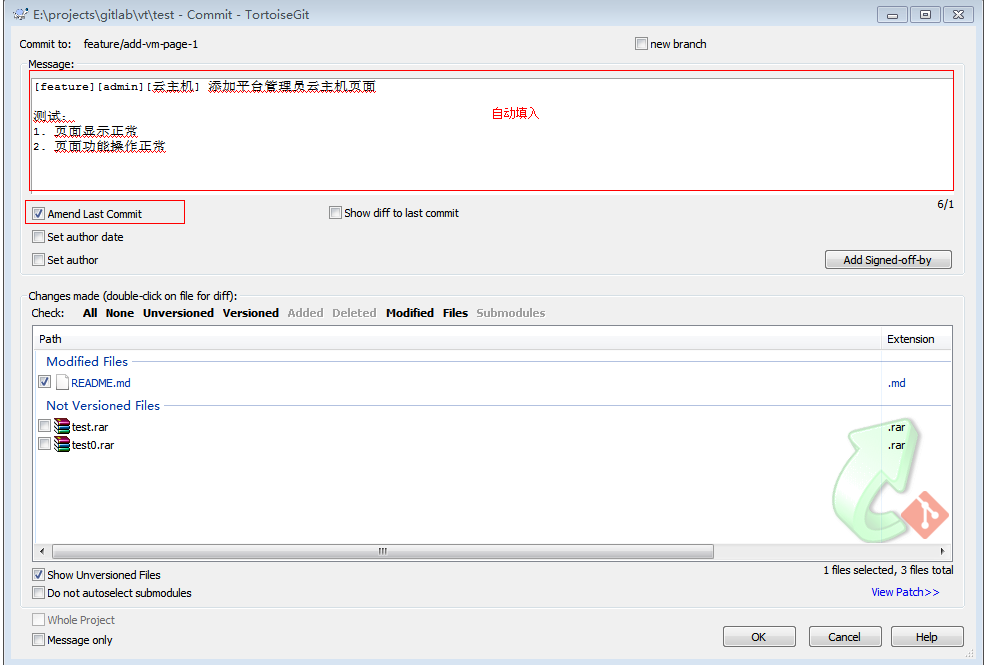 E:\projects\gitlab\vt\test - Commit - TortoiseGit
Commit to: feature/add-vm-page-1
new branch
Message:
[feature][admin][云主机] 添加平台管理员云主机页面
自动填入
测试：
1. 页面显示正常
2. 页面功能操作正常
6/1
Amend Last Commit
Show diff to last commit
Set author date
Set author
Add Signed-off-by
Changes made (double-click on file for diff):
Check: All None Unversioned Versioned Added Deleted Modified Files Submodules
Path Extension
Modified Files
README.md .md
Not Versioned Files
test.rar .rar
test0.rar .rar
Show Unversioned Files
1 files selected, 3 files total
Do not autoselect submodules
View Patch>>
Whole Project
Message only
OK Cancel Help